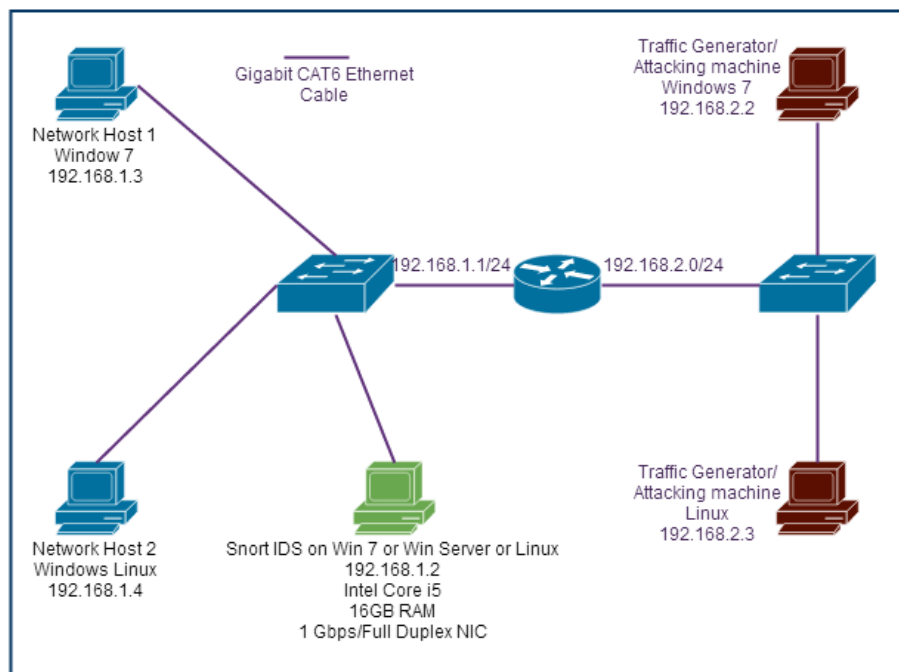 Gigabit CAT6 Ethernet
Cable
Traffic Generator/
Attacking machine
Windows 7
192.168.2.2
Network Host 1
Window 7
192.168.1.3
192.168.1.1/24
192.168.2.0/24
Network Host 2
Windows Linux
192.168.1.4
Snort IDS on Win 7 or Win Server or Linux
192.168.1.2
Intel Core i5
16GB RAM
1 Gbps/Full Duplex NIC
Traffic Generator/
Attacking machine
Linux
192.168.2.3